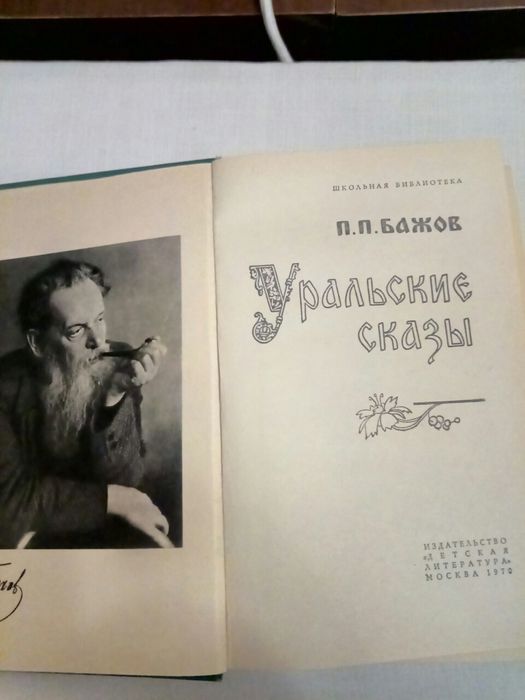 ШКОЛЬНАЯ БИБЛИОТЕКА
П.П.БАЖОВ
Уральские
сказы
ИЗДАТЕЛЬСТВО
«ДЕТСКАЯ
ЛИТЕРАТУРА»
МОСКВА 1970